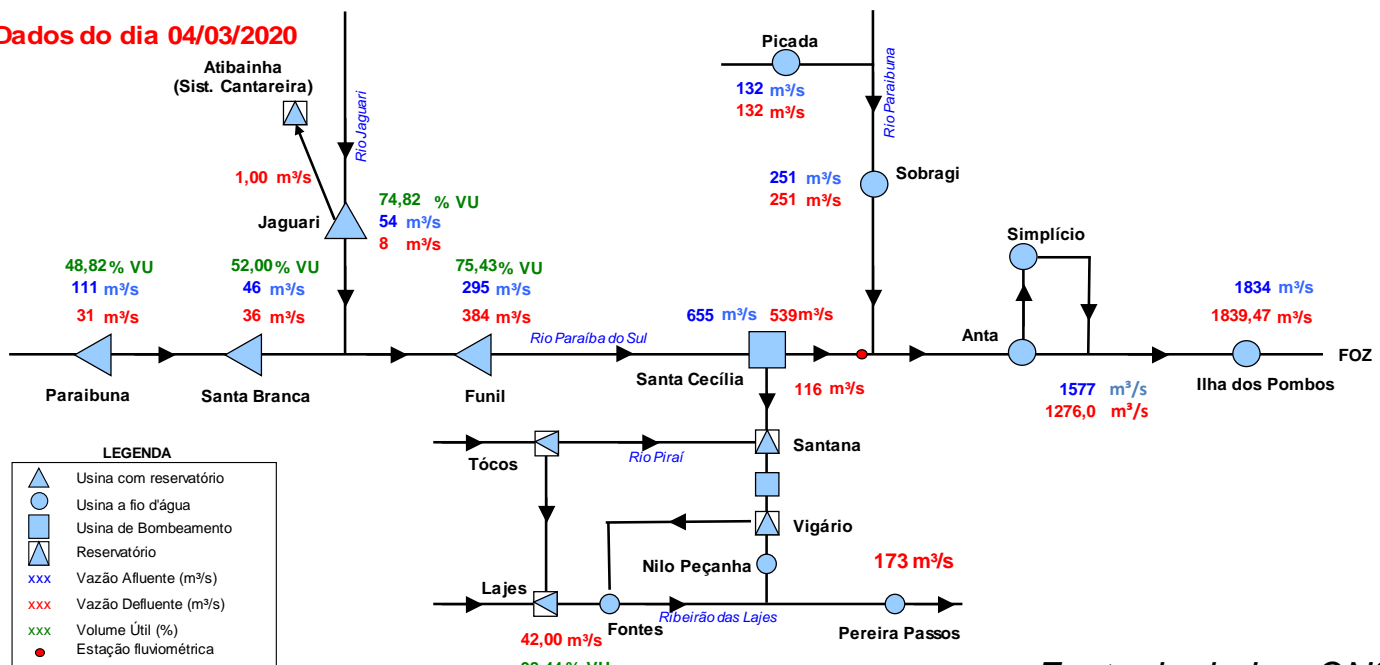 Dados do dia 04/03/2020
Atibainha
(Sist. Cantareira)
Rio Jaguari
1,00 m³/s
Jaguari
74,82 % VU
54 m³/s
8 m³/s
Picada
132 m³/s
132 m³/s
Rio Paraibuna
251 m³/s
251 m³/s
Sobragi
48,82% VU
111 m³/s
31 m³/s
Paraibuna
52,00% VU
46 m³/s
36 m³/s
Santa Branca
75,43% VU
295 m³/s
384 m³/s
Funil
Rio Paraíba do Sul
655 m³/s 539m³/s
Santa Cecília
116 m³/s
Simplício
Anta
1577 m³/s
1276,0 m³/s
1834 m³/s
1839,47 m³/s
Ilha dos Pombos
FOZ
Tócos
Rio Piraí
Santana
Vigário
Nilo Peçanha
173 m³/s
Lajes
Fontes
Ribeirão das Lajes
Pereira Passos
42,00 m³/s
LEGENDA
Usina com reservatório
Usina a fio d'água
Usina de Bombeamento
Reservatório
xxx Vazão Afluente (m³/s)
xxx Vazão Defluente (m³/s)
xxx Volume Útil (%)
Estação fluviométrica